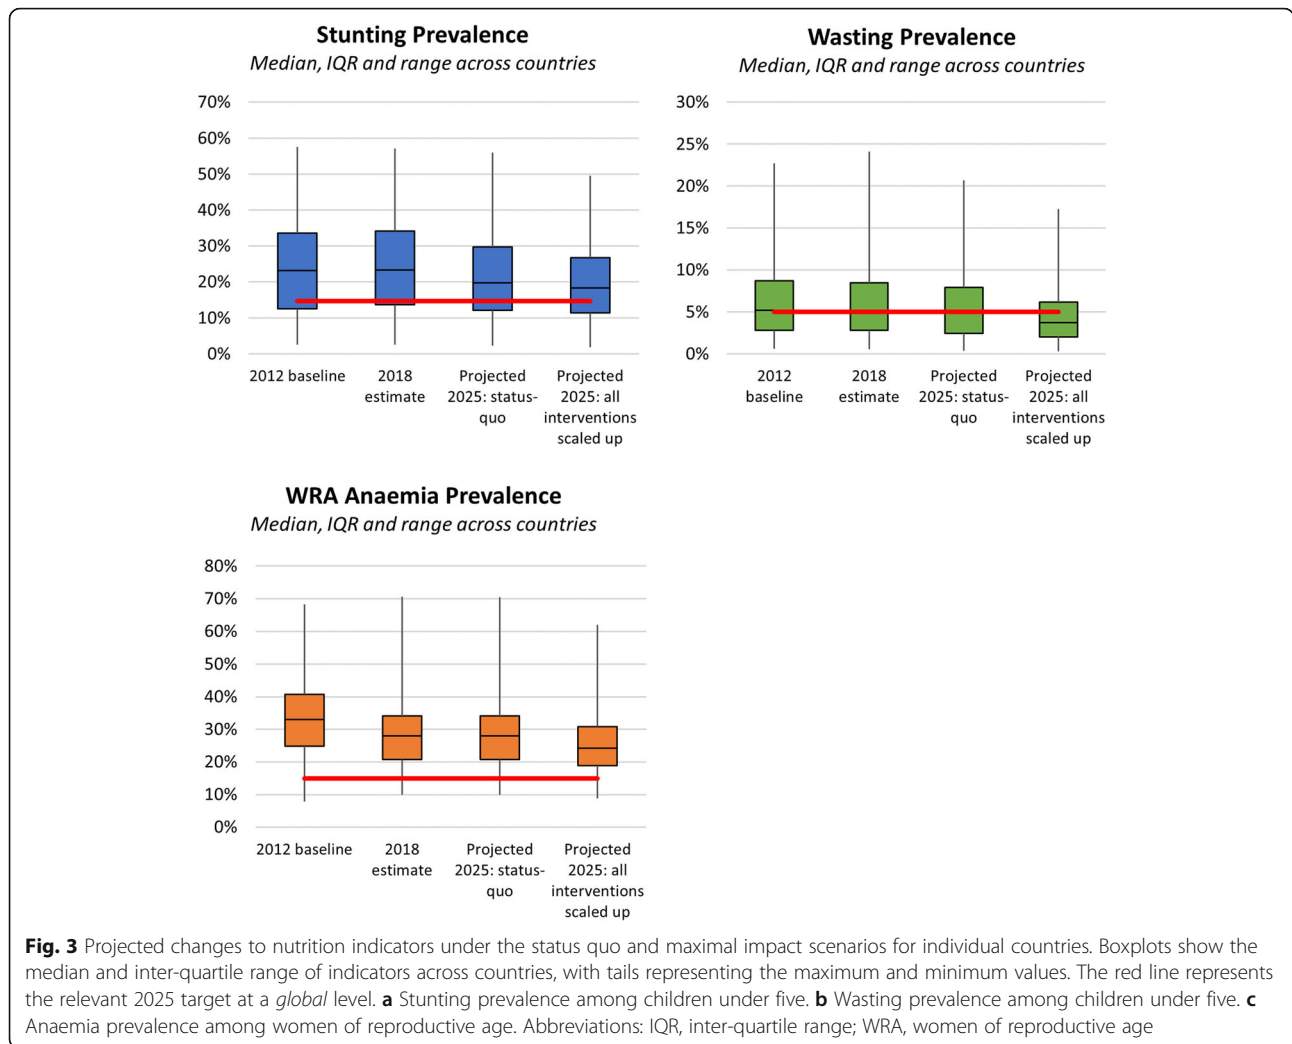 Stunting Prevalence
Median, IQR and range across countries
70%
60%
50%
40%
30%
20%
10%
0%
2012 baseline
2018
estimate
Projected
2025: status-
quo
Projected
2025: all
interventions
scaled up
Wasting Prevalence
Median, IQR and range across countries
30%
25%
20%
15%
10%
5%
0%
2012
baseline
2018
estimate
Projected
2025: status-
quo
Projected
2025: all
interventions
scaled up
WRA Anaemia Prevalence
Median, IQR and range across countries
80%
70%
60%
50%
40%
30%
20%
10%
0%
2012 baseline
2018
estimate
Projected
2025: status-
quo
Projected
2025: all
interventions
scaled up
Fig. 3 Projected changes to nutrition indicators under the status quo and maximal impact scenarios for individual countries. Boxplots show the
median and inter-quartile range of indicators across countries, with tails representing the maximum and minimum values. The red line represents
the relevant 2025 target at a global level. a Stunting prevalence among children under five. b Wasting prevalence among children under five. c
Anaemia prevalence among women of reproductive age. Abbreviations: IQR, inter-quartile range; WRA, women of reproductive age